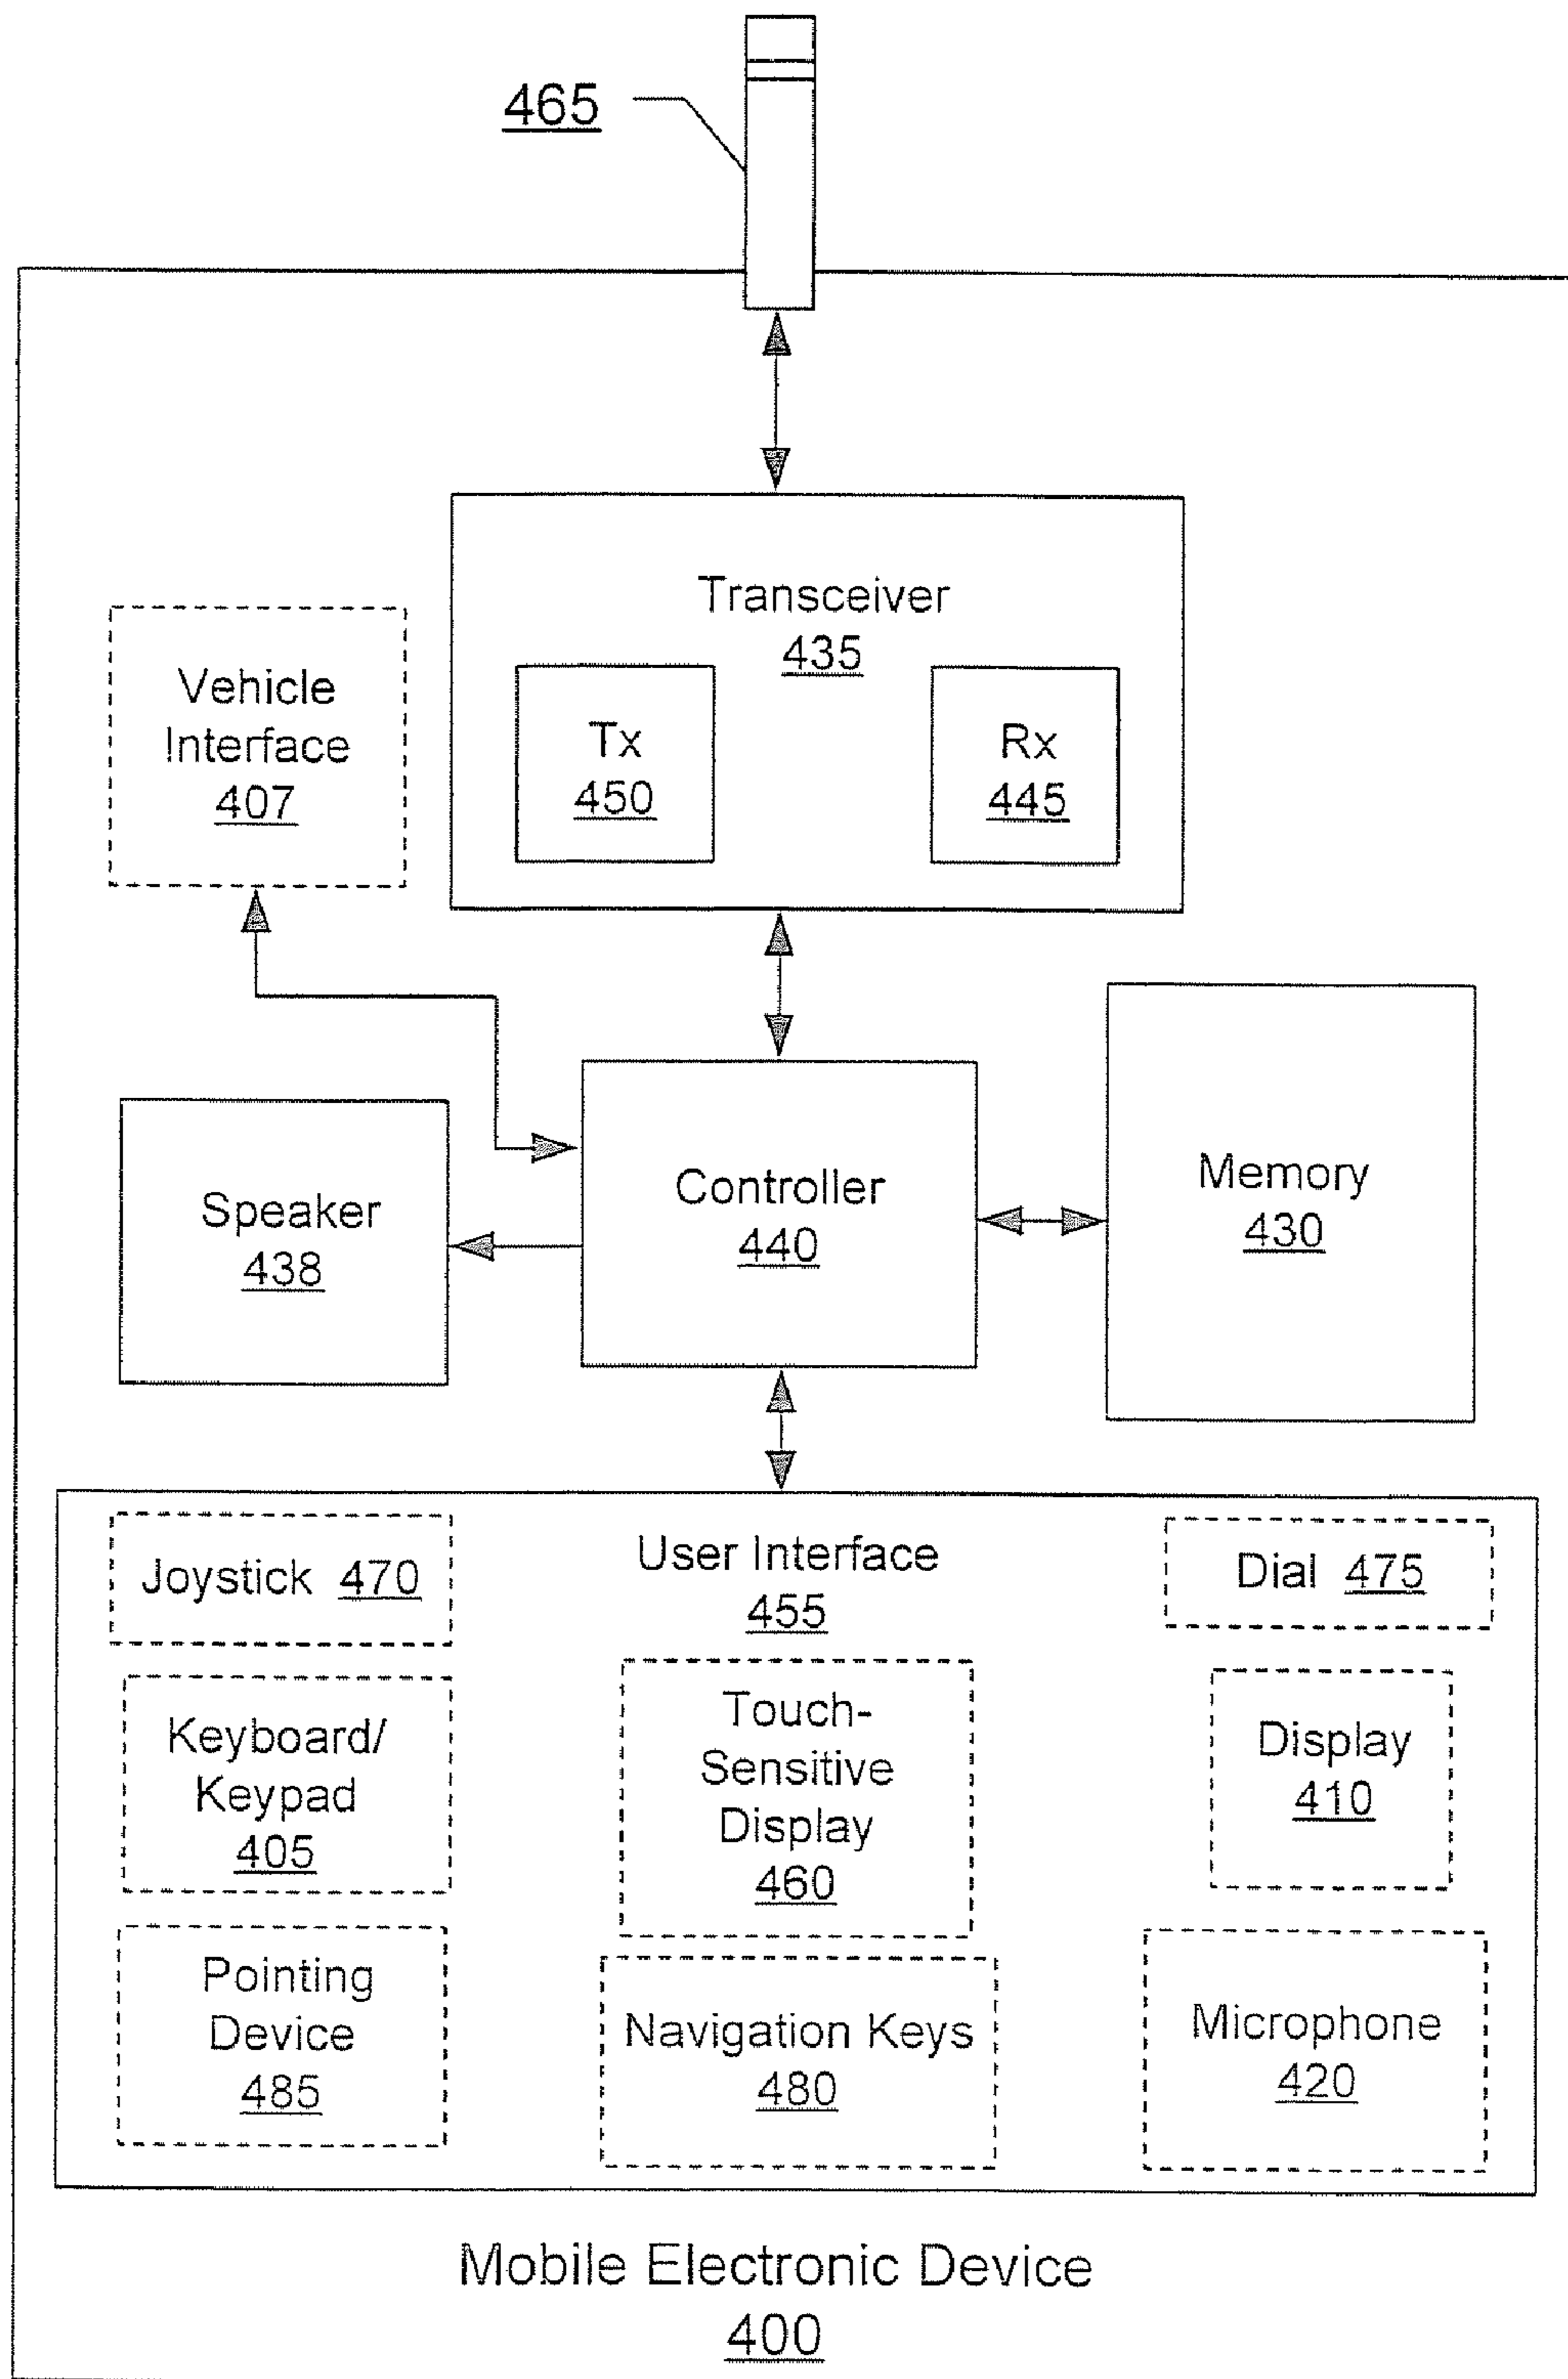 465
Transceiver
435
Tx
450
Rx
445
Vehicle
Interface
407
Speaker
438
Controller
440
Memory
430
User Interface
455
Joystick 470
Dial 475
Keyboard/
Keypad
405
Touch-
Sensitive
Display
460
Display
410
Pointing
Device
485
Navigation Keys
480
Microphone
420
Mobile Electronic Device
400